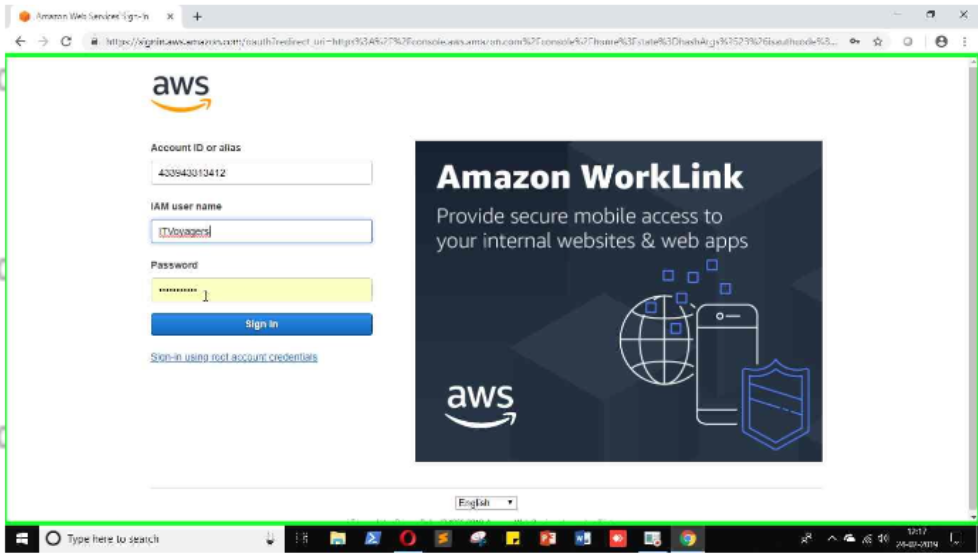 Amazon Web Services Sign-In
https://signin.aws.amazon.com/oauth?redirect_uri=https%3A%2F%2Fconsole.aws.amazon.com%2Fconsole%2Fhome%3Fstate%3DhashArgs%2523%26isauthcode%3...
aws
Account ID or alias
433943313412
IAM user name
ITVoyagers
Password
Sign In
Sign-in using root account credentials
Amazon WorkLink
Provide secure mobile access to
your internal websites & web apps
aws
English
Type here to search
12:17
24-02-2019